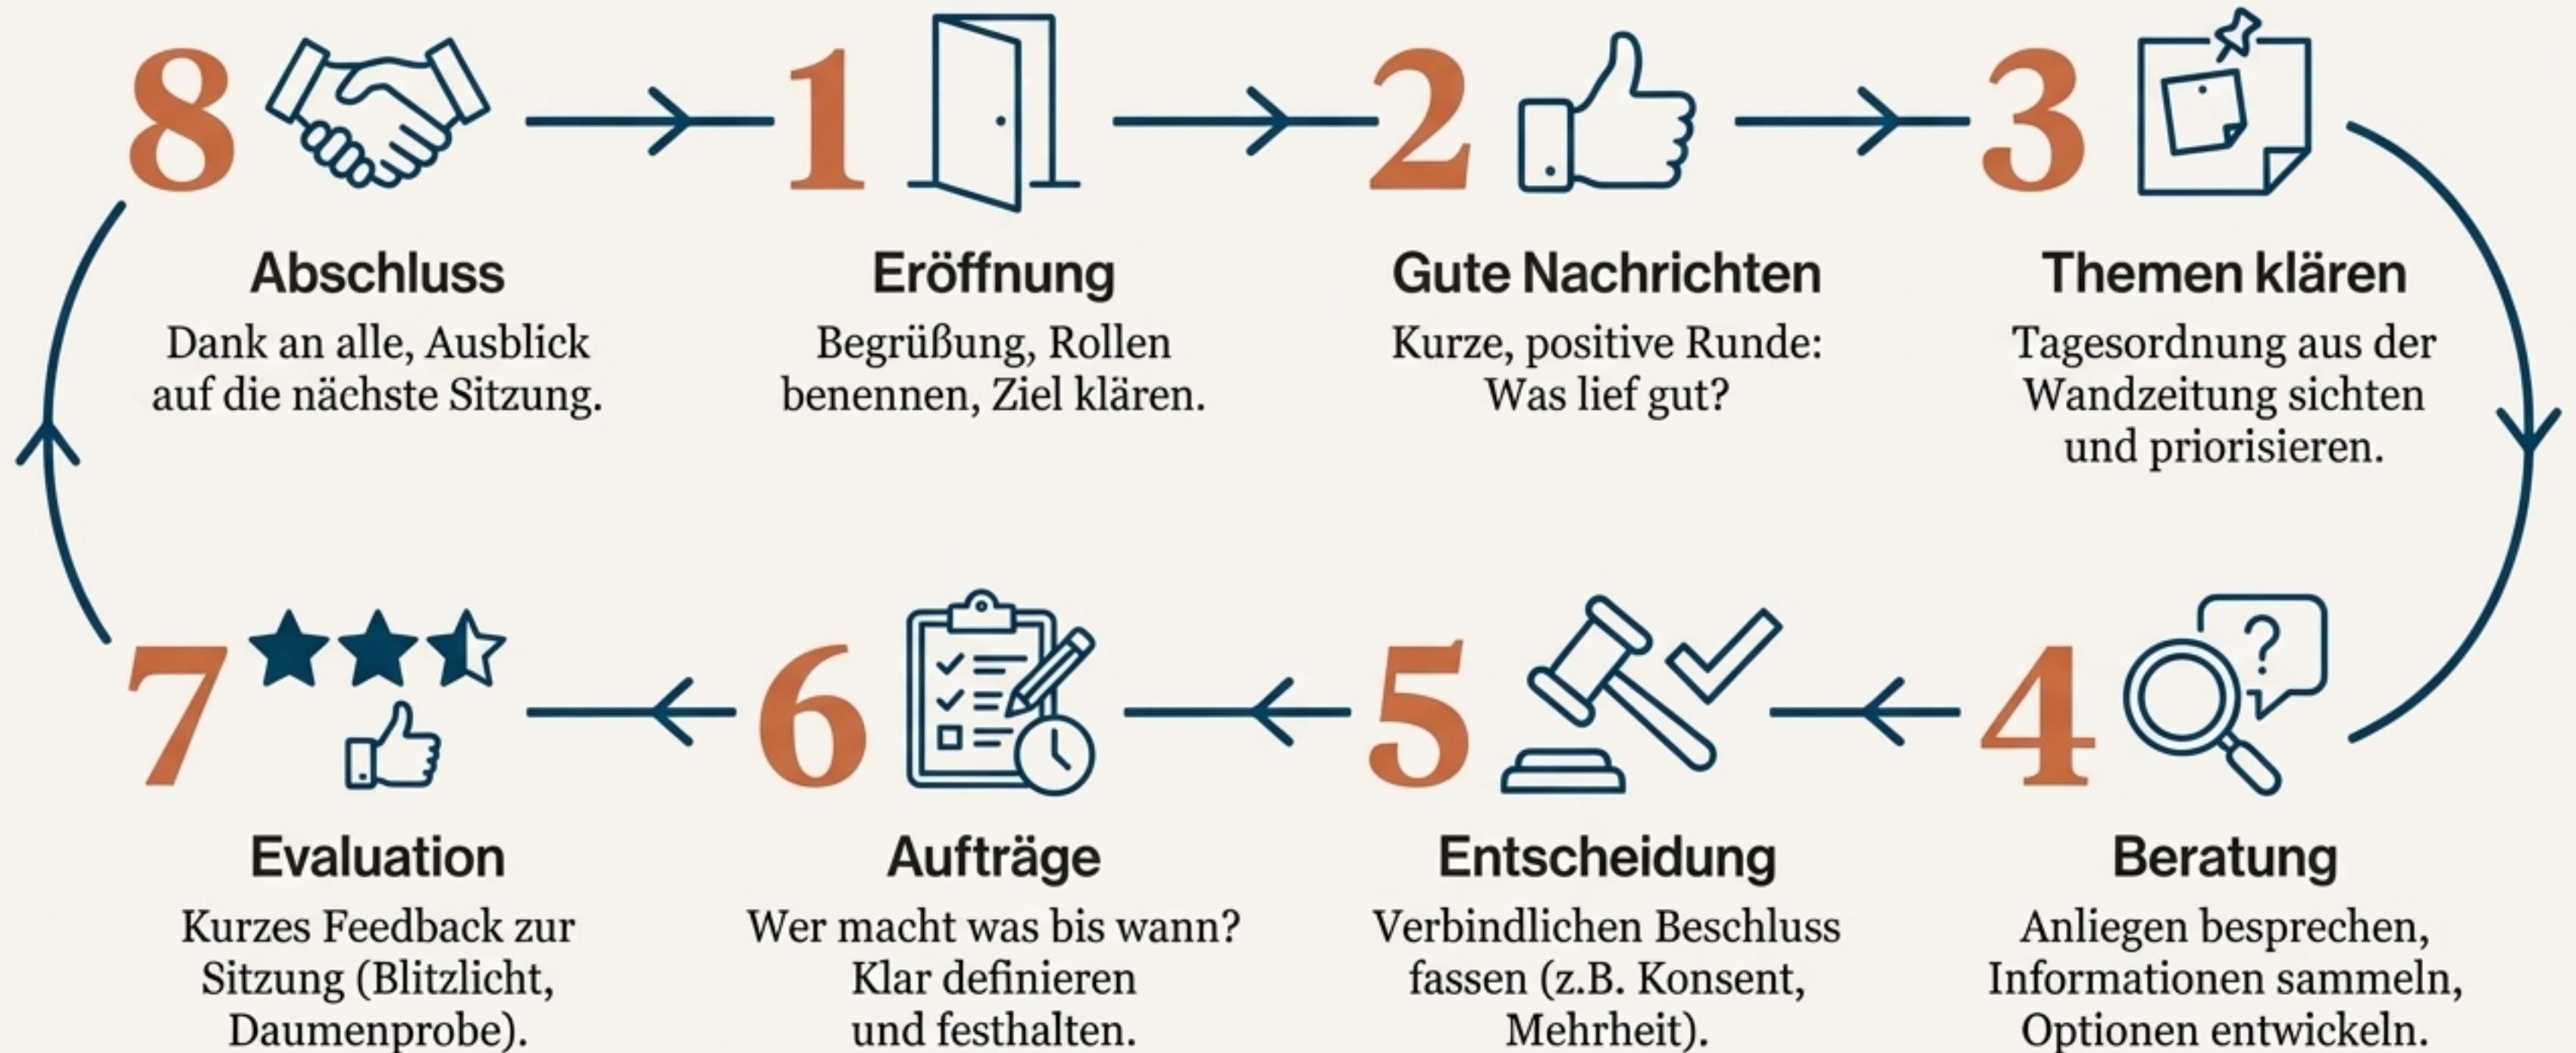 8
Abschluss
Dank an alle, Ausblick
auf die nächste Sitzung.
1
Eröffnung
Begrüßung, Rollen
benennen, Ziel klären.
2
Gute Nachrichten
Kurze, positive Runde:
Was lief gut?
3
Themen klären
Tagesordnung aus der
Wandzeitung sichten
und priorisieren.
4
?
Beratung
Anliegen besprechen,
Informationen sammeln,
Optionen entwickeln.
5
Entscheidung
Verbindlichen Beschluss
fassen (z.B. Konsent,
Mehrheit).
6
Aufträge
Wer macht was bis wann?
Klar definieren
und festhalten.
7
Evaluation
Kurzes Feedback zur
Sitzung (Blitzlicht,
Daumenprobe).